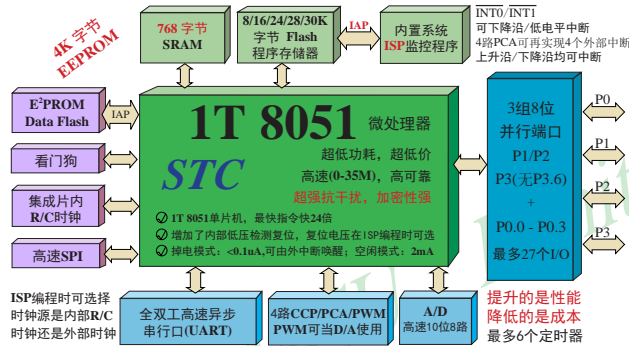 4K 字节
EEPROM
768 字节
SRAM
8/16/24/28/30K
字节 Flash
程序存储器
IAP
内置系统
ISP监控程序
INT0/INT1
可下降沿/低电平中断
4路PCA可再实现4个外部中断
上升沿/下降沿均可中断
E²PROM
Data Flash
IAP
看门狗
集成片内
R/C时钟
高速SPI
1T 8051 微处理器
STC
超低功耗，超低价
高速(0-35M)，高可靠
超强抗干扰，加密性强
1T 8051单片机，最快指令快24倍
增加了内部低压检测复位，复位电压在ISP编程时可选
掉电模式：<0.1uA,可由外中断唤醒；空闲模式：2mA
3组8位
并行端口
P1/P2
P3(无P3.6)
+
P0.0 - P0.3
最多27个I/O
P0
P1
P2
P3
ISP编程时可选择
时钟源是内部R/C
时钟还是外部时钟
全双工高速异步
串行口(UART)
4路CCP/PCA/PWM
PWM可当D/A使用
A/D
高速10位8路
提升的是性能
降低的是成本
最多6个定时器